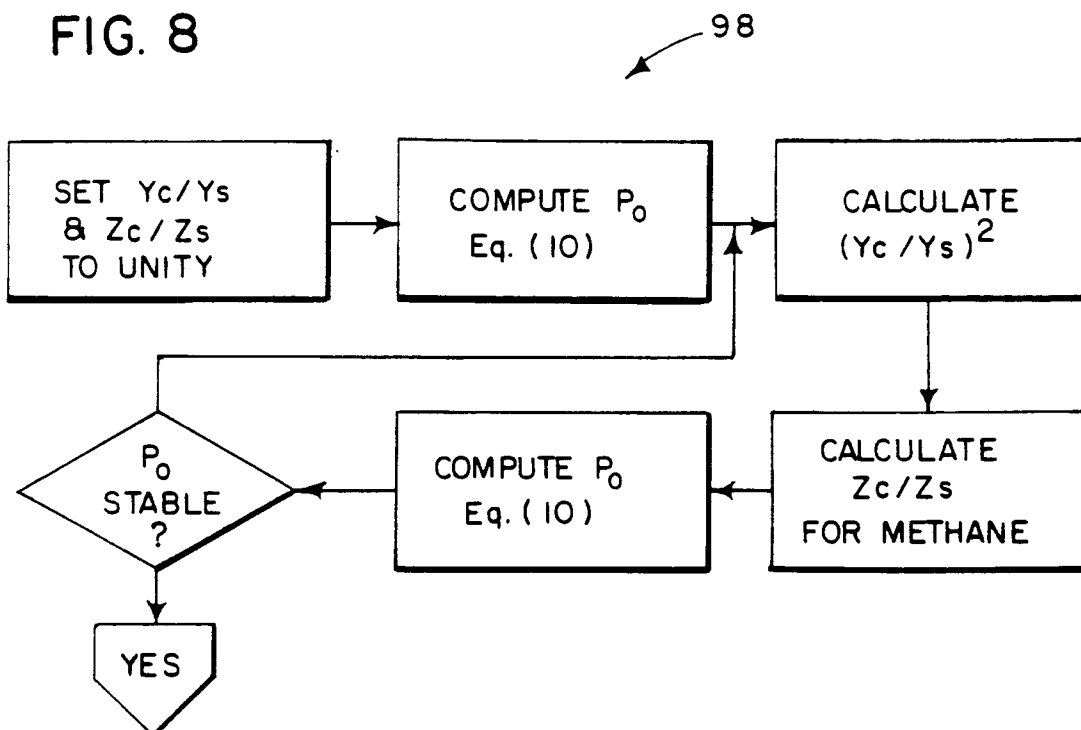 FIG. 8
98
SET Yc/Ys
& Zc/Zs
TO UNITY
COMPUTE P₀
Eq. (10)
CALCULATE
(Yc/Ys)²
CALCULATE
Zc/Zs
FOR METHANE
COMPUTE P₀
Eq. (10)
P₀
STABLE
?
YES